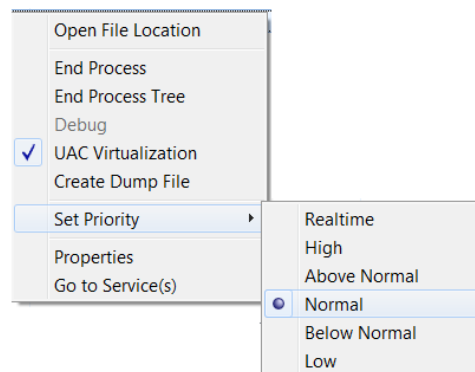 Open File Location
End Process
End Process Tree
Debug
UAC Virtualization
Create Dump File
Set Priority
Properties
Go to Service(s)
Realtime
High
Above Normal
Normal
Below Normal
Low